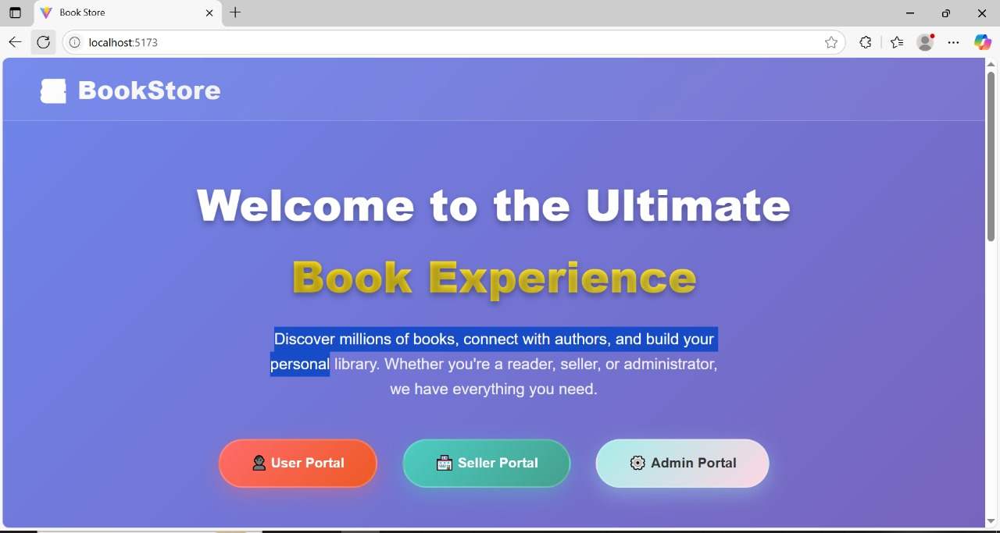 Book Store
localhost:5173
BookStore
Welcome to the Ultimate
Book Experience
Discover millions of books, connect with authors, and build your
personal library. Whether you're a reader, seller, or administrator,
we have everything you need.
User Portal
Seller Portal
Admin Portal